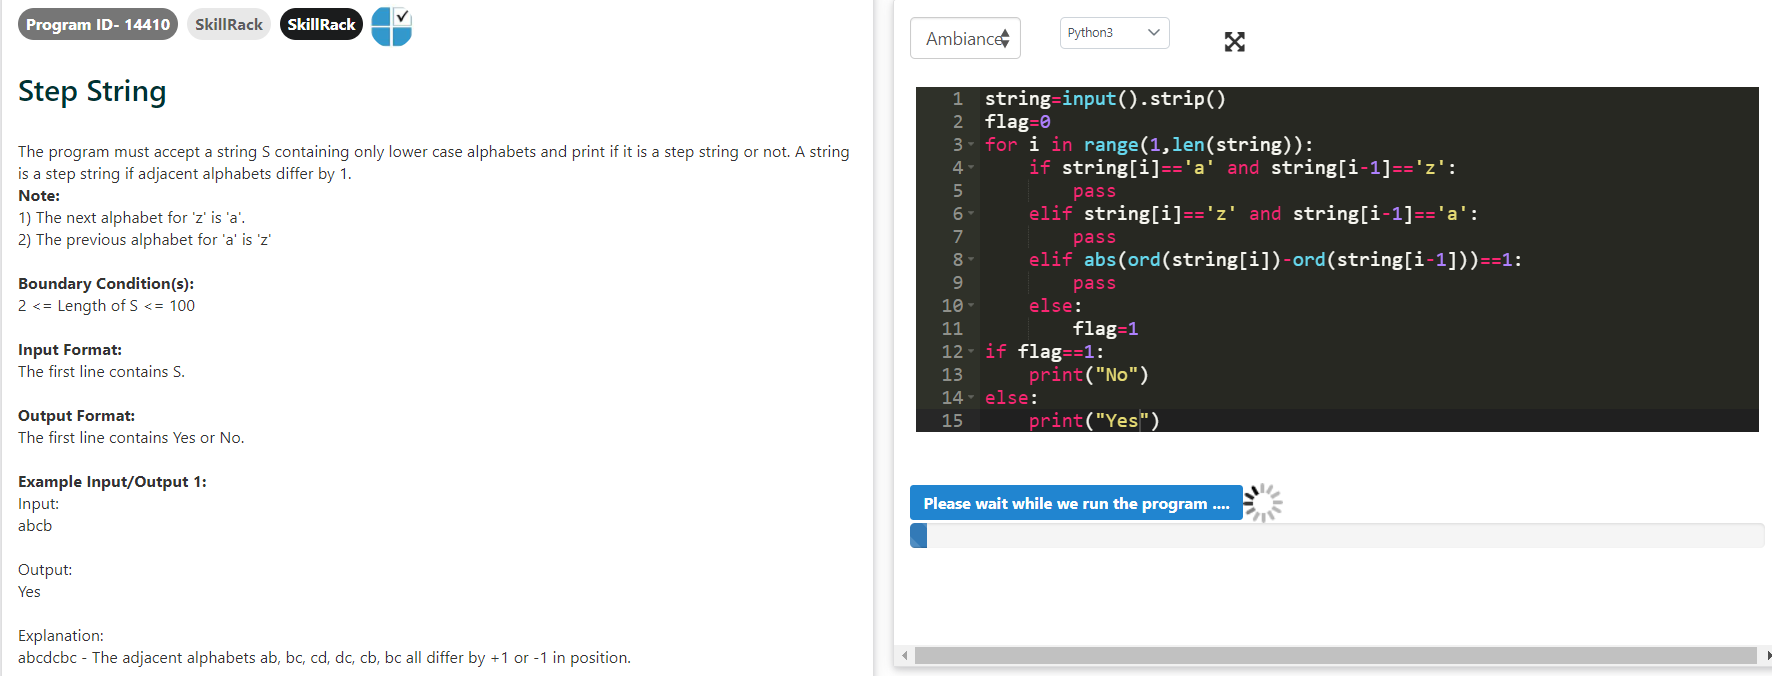 Program ID- 14410 SkillRack SkillRack
Step String
The program must accept a string S containing only lower case alphabets and print if it is a step string or not. A string
is a step string if adjacent alphabets differ by 1.
Note:
1) The next alphabet for 'z' is 'a'.
2) The previous alphabet for 'a' is 'z'
Boundary Condition(s):
2 <= Length of S <= 100
Input Format:
The first line contains S.
Output Format:
The first line contains Yes or No.
Example Input/Output 1:
Input:
abcb
Output:
Yes
Explanation:
abcdcbc - The adjacent alphabets ab, bc, cd, dc, cb, bc all differ by +1 or -1 in position.
Ambiance Python3
1 string=input().strip()
2 flag=0
3 for i in range(1,len(string)):
4     if string[i]=='a' and string[i-1]=='z':
5         pass
6     elif string[i]=='z' and string[i-1]=='a':
7         pass
8     elif abs(ord(string[i])-ord(string[i-1]))==1:
9         pass
10     else:
11         flag=1
12 if flag==1:
13     print("No")
14 else:
15     print("Yes")
Please wait while we run the program ....